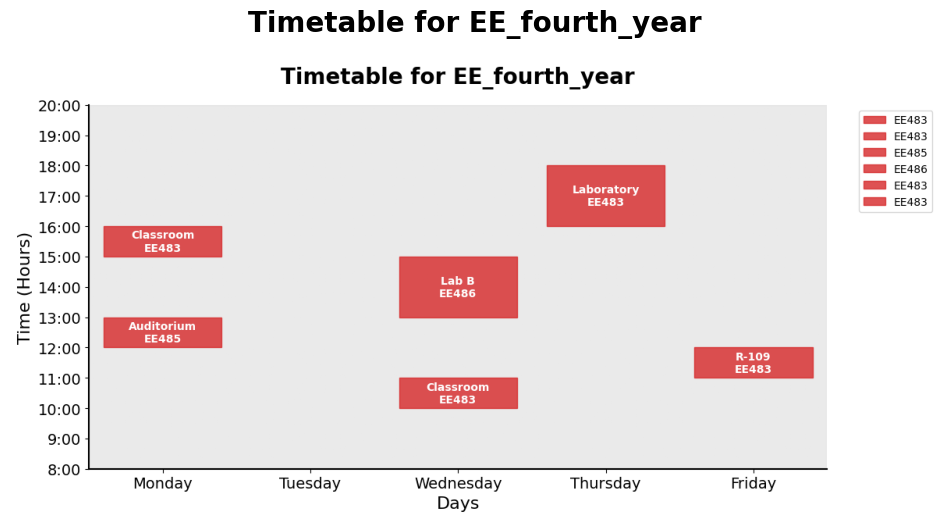 Timetable for EE_fourth_year
Timetable for EE_fourth_year
20:00
19:00
18:00
17:00
16:00
15:00
14:00
13:00
12:00
11:00
10:00
9:00
8:00
Time (Hours)
Classroom
EE483
Auditorium
EE485
Lab B
EE486
Classroom
EE483
Laboratory
EE483
R-109
EE483
Monday
Tuesday
Wednesday
Thursday
Friday
Days
EE483
EE483
EE485
EE486
EE483
EE483